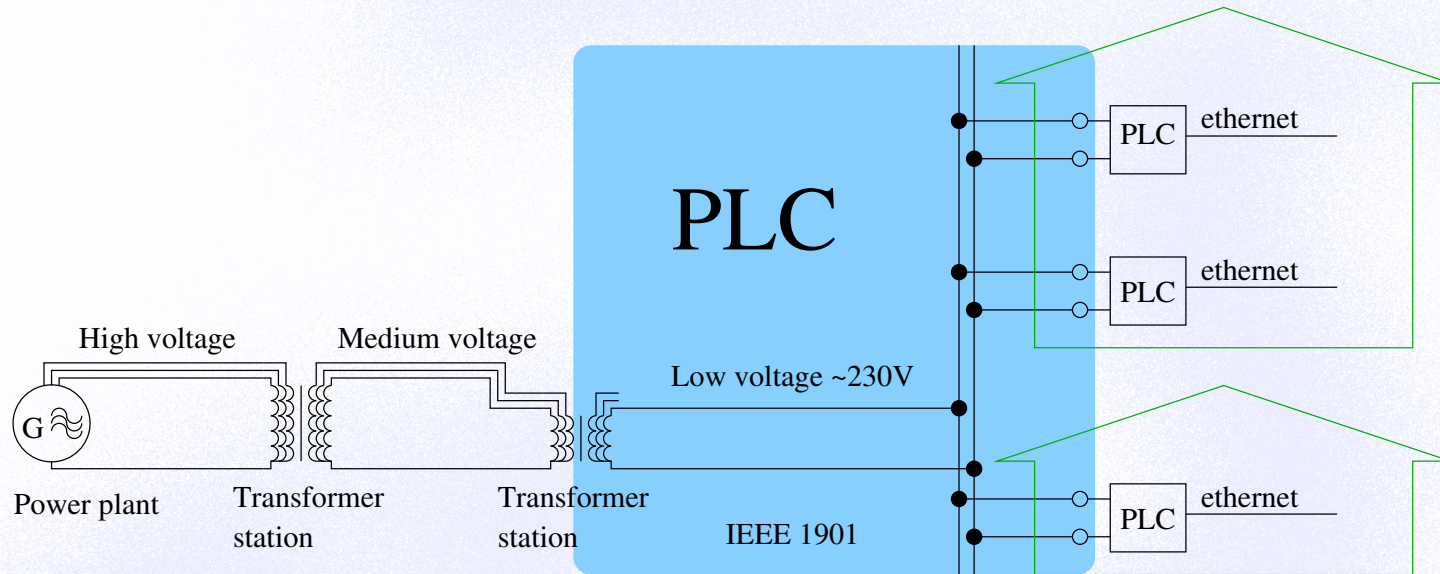 ethernet
PLC
PLC
ethernet
PLC
High voltage
Medium voltage
Low voltage ~230V
G
Power plant
Transformer
station
Transformer
station
IEEE 1901
ethernet
PLC